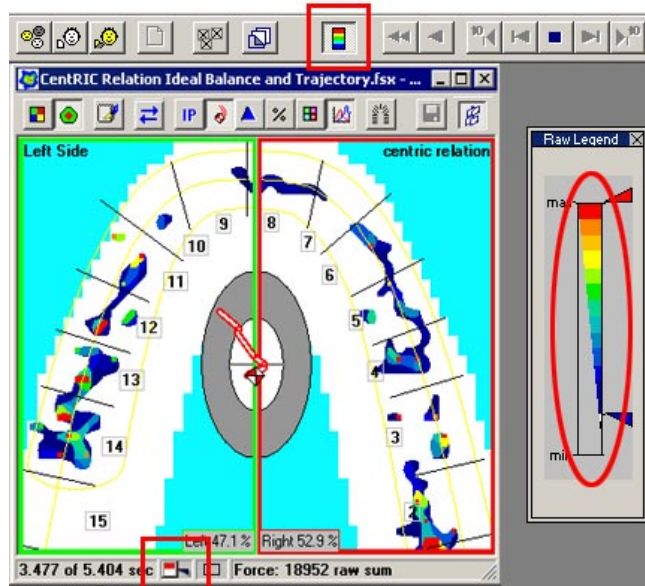 10 10
CentRIC Relation Ideal Balance and Trajectory.fsx - ...
IP %
Left Side centric relation
9 8
10 7
11 6
12 5
13 4
14 3
15 2
Left 47.1 % Right 52.9 %
3.477 of 5.404 sec Force: 18952 raw sum
Raw Legend
max
min